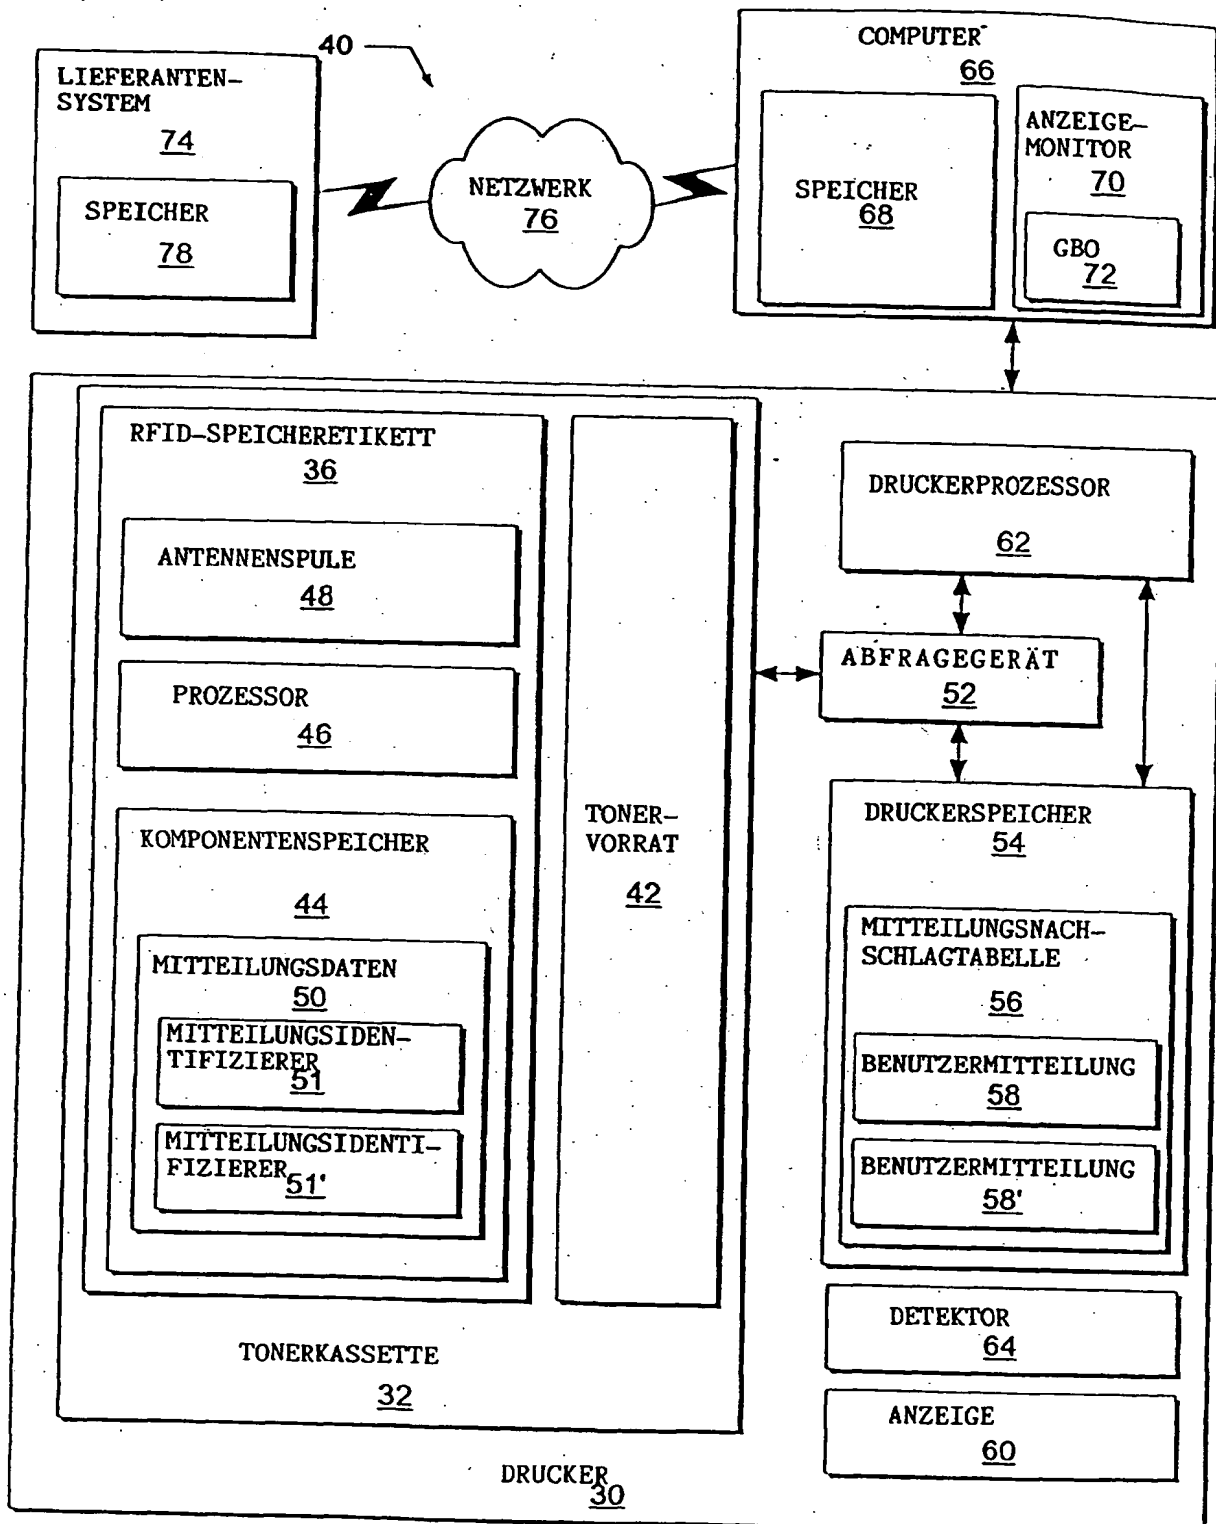 40
LIEFERANTEN-
SYSTEM
74
SPEICHER
78
NETZWERK
76
COMPUTER
66
SPEICHER
68
ANZEIGE-
MONITOR
70
GBO
72
RFID-SPEICHERETIKETT
36
ANTENNENSPULE
48
PROZESSOR
46
KOMPONENTENSPEICHER
44
MITTEILUNGSDATEN
50
MITTEILUNGSIDEN-
TIFIZIERER
51
MITTEILUNGSIDENTI-
FIZIERER
51'
TONER-
VORRAT
42
TONERKASSETTE
32
DRUCKERPROZESSOR
62
ABFRAGEGERÄT
52
DRUCKERSPEICHER
54
MITTEILUNGSNACH-
SCHLAGTABELLE
56
BENUTZERMITTEILUNG
58
BENUTZERMITTEILUNG
58'
DETEKTOR
64
ANZEIGE
60
DRUCKER
30